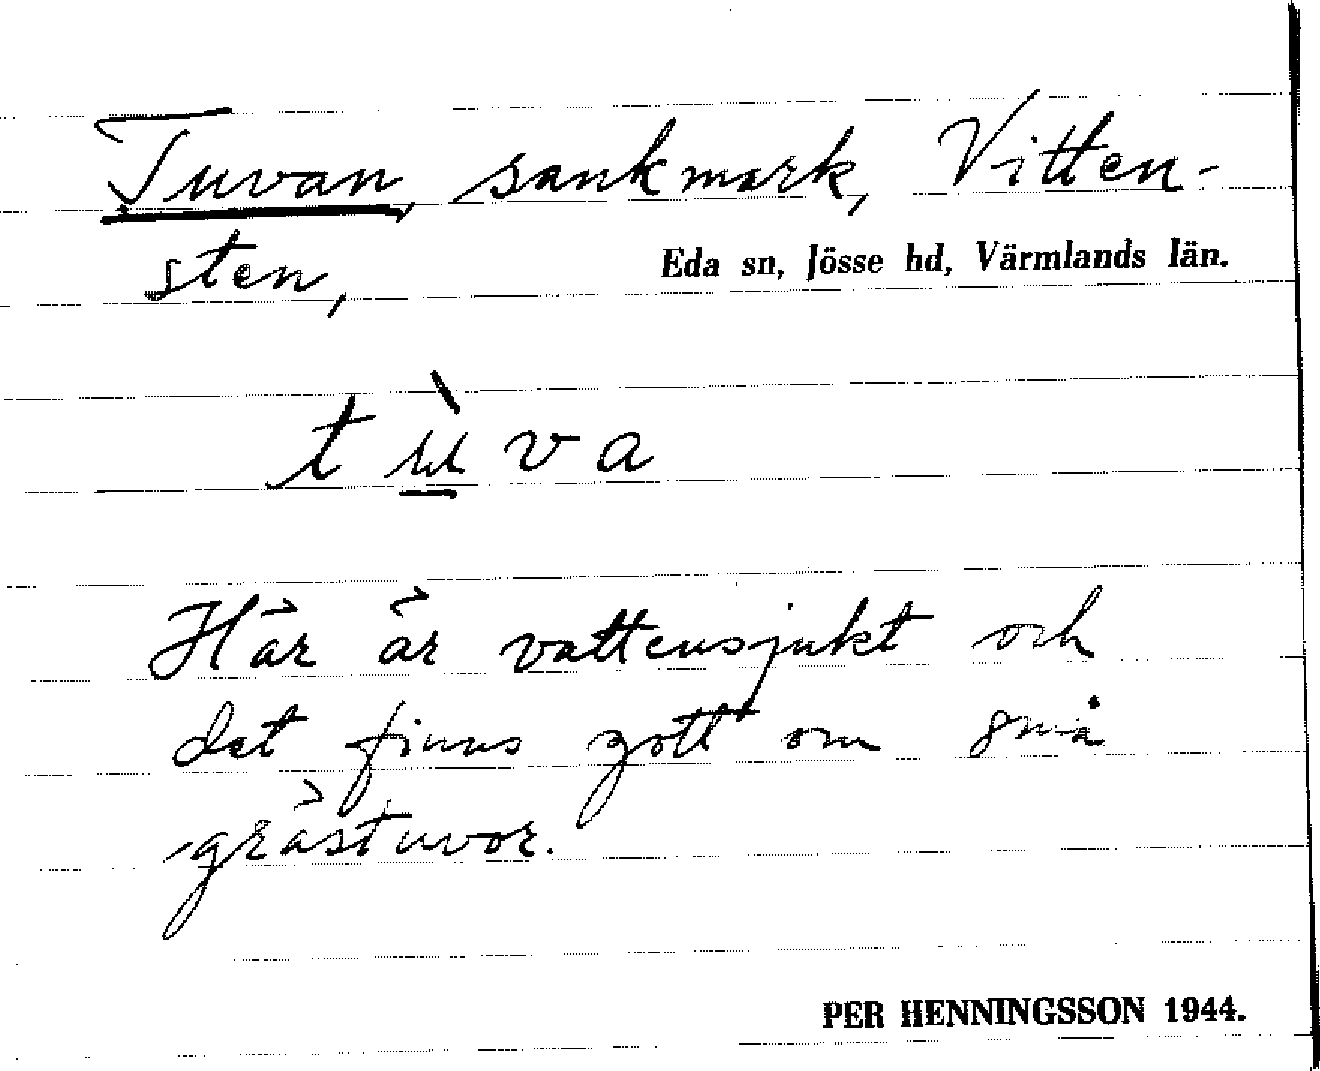 Tuvan, sankmark, Vitten-
sten,
Eda sn, Jösse hd, Värmlands län.
tùva
Här är vattensjukt och
det finns gott om små
grästuvor.
PER HENNINGSSON 1944.